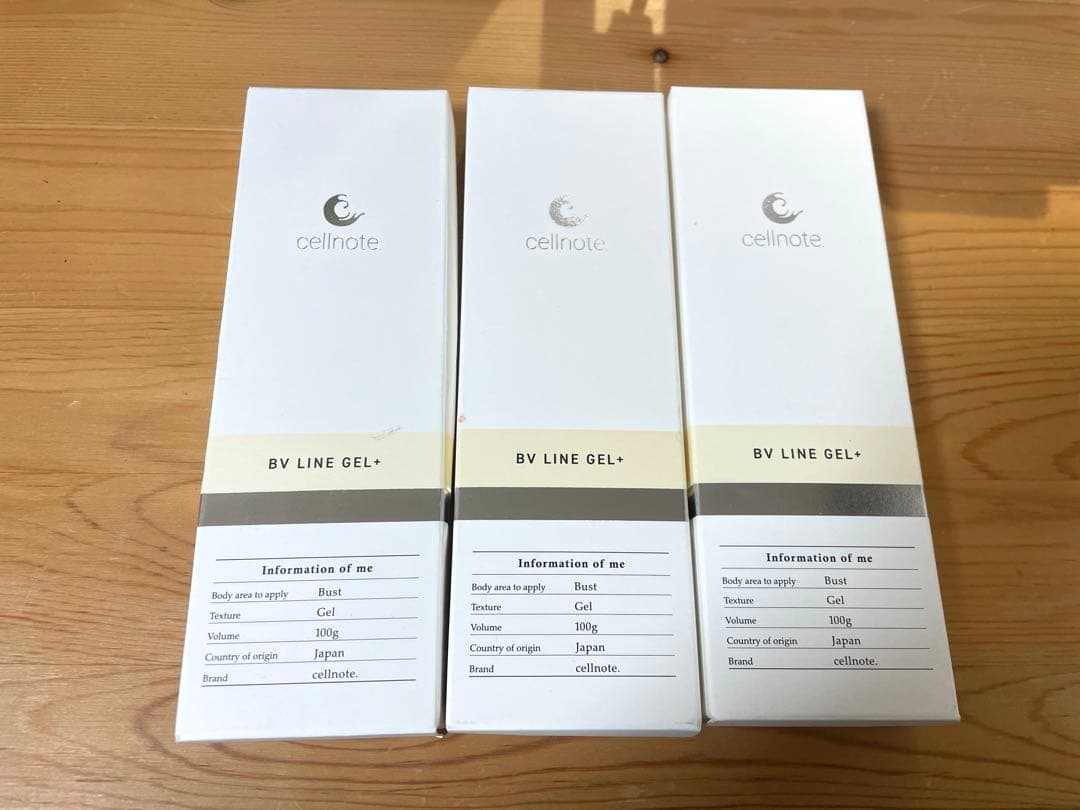 cellnote.
BV LINE GEL+
Information of me
Body area to apply Bust
Texture Gel
Volume 100g
Country of origin Japan
Brand cellnote.
cellnote.
BV LINE GEL+
Information of me
Body area to apply Bust
Texture Gel
Volume 100g
Country of origin Japan
Brand cellnote.
cellnote.
BV LINE GEL+
Information of me
Body area to apply Bust
Texture Gel
Volume 100g
Country of origin Japan
Brand cellnote.